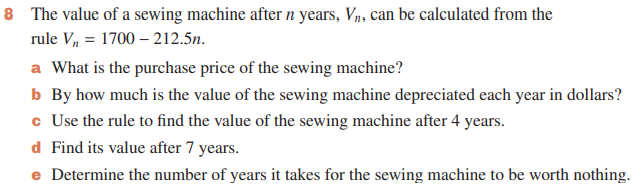 8 The value of a sewing machine after n years, Vn, can be calculated from the
rule Vn = 1700 – 212.5n.
a What is the purchase price of the sewing machine?
b By how much is the value of the sewing machine depreciated each year in dollars?
c Use the rule to find the value of the sewing machine after 4 years.
d Find its value after 7 years.
e Determine the number of years it takes for the sewing machine to be worth nothing.